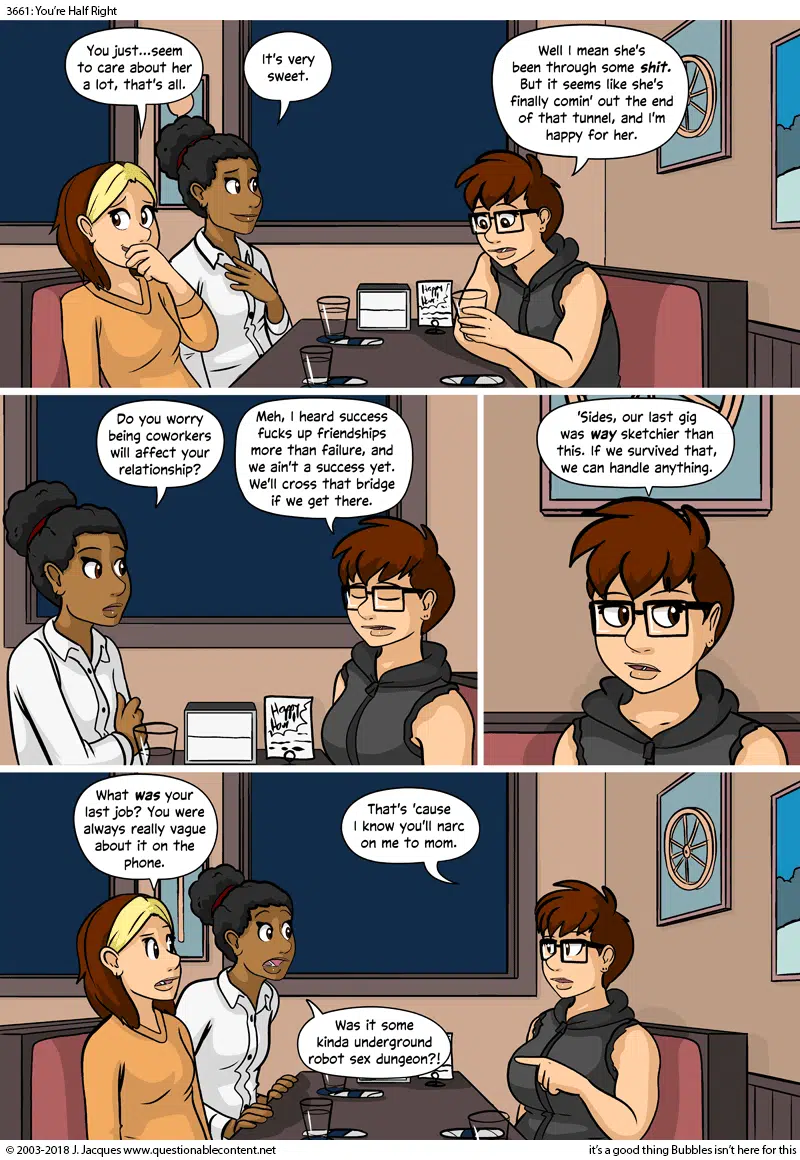 3661: You're Half Right
You just...seem
to care about her
a lot, that's all.
It's very
sweet.
Well I mean she's
been through some shit.
But it seems like she's
finally comin' out the end
of that tunnel, and I'm
happy for her.
Happy
Hour!
Do you worry
being coworkers
will affect your
relationship?
Meh, I heard success
fucks up friendships
more than failure, and
we ain't a success yet.
We'll cross that bridge
if we get there.
Happy
Hour
'Sides, our last gig
was way sketchier than
this. If we survived that,
we can handle anything.
What was your
last job? You were
always really vague
about it on the
phone.
That's 'cause
I know you'll narc
on me to mom.
Was it some
kinda underground
robot sex dungeon?!
© 2003-2018 J. Jacques www.questionablecontent.net
it's a good thing Bubbles isn't here for this